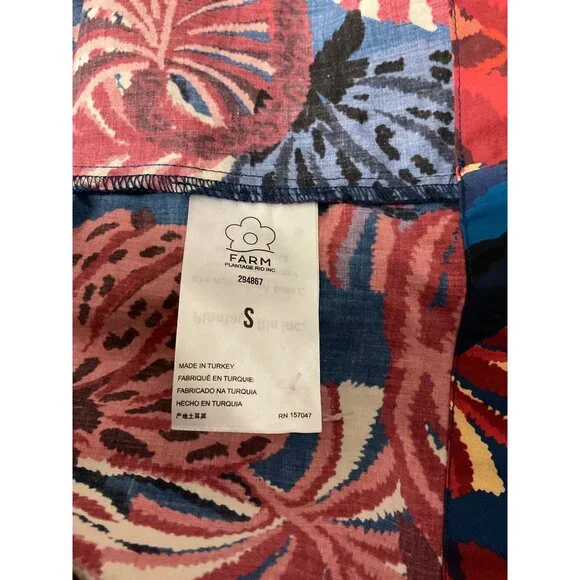 FARM
PLANTAGE RIO INC.
294867
S
MADE IN TURKEY
FABRIQUÉ EN TURQUIE
FABRICADO NA TURQUIA
HECHO EN TURQUIA
产地土耳其
RN 157047